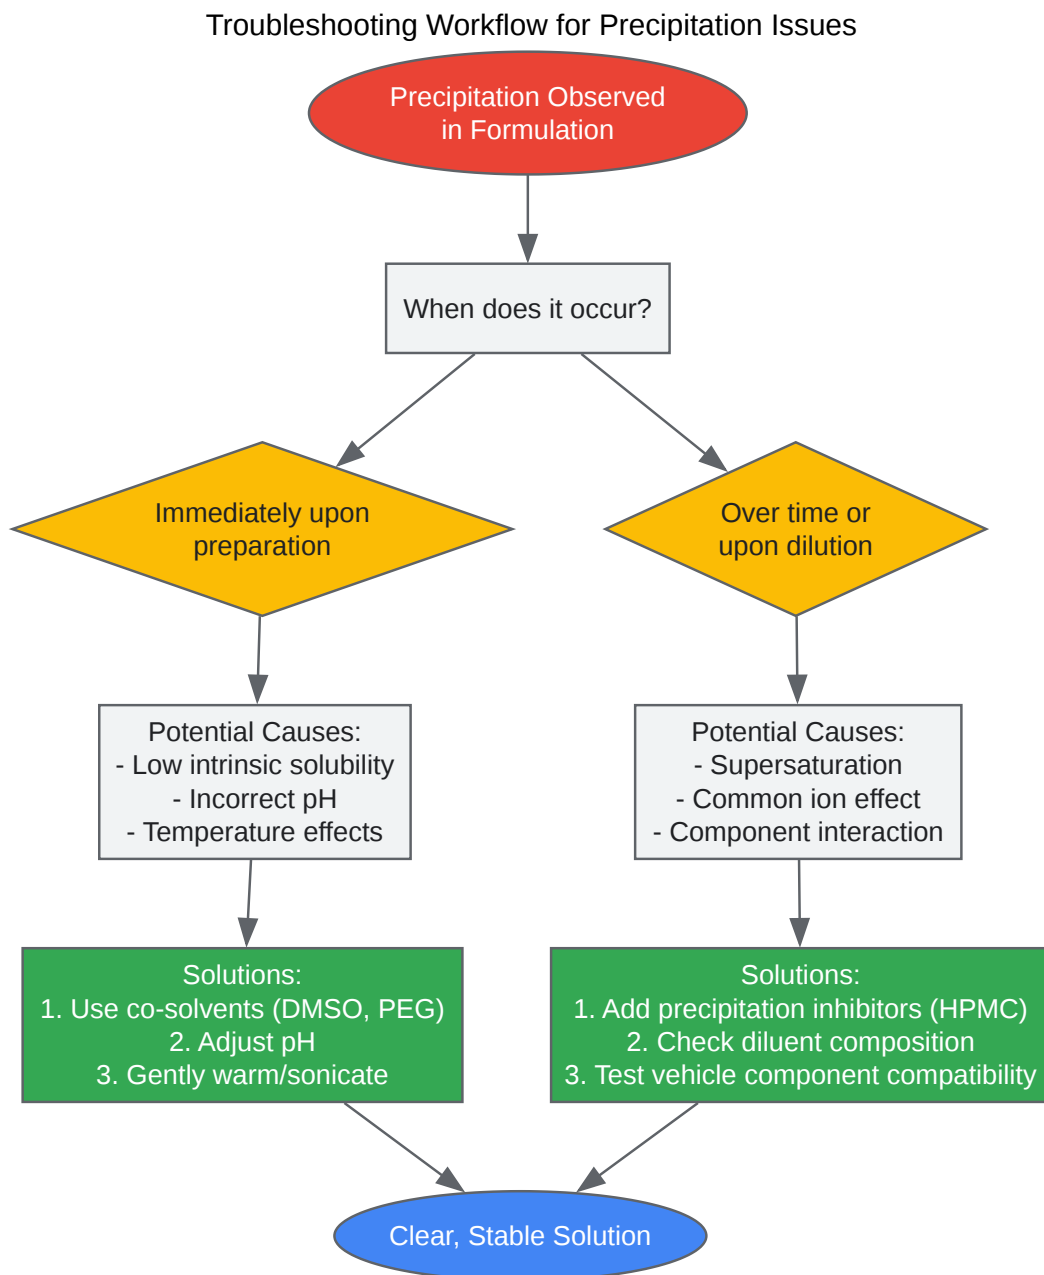 Troubleshooting Workflow for Precipitation Issues
Precipitation Observed
in Formulation
When does it occur?
Immediately upon
preparation
Over time or
upon dilution
Potential Causes:
- Low intrinsic solubility
- Incorrect pH
- Temperature effects
Potential Causes:
- Supersaturation
- Common ion effect
- Component interaction
Solutions:
1. Use co-solvents (DMSO, PEG)
2. Adjust pH
3. Gently warm/sonicate
Solutions:
1. Add precipitation inhibitors (HPMC)
2. Check diluent composition
3. Test vehicle component compatibility
Clear, Stable Solution